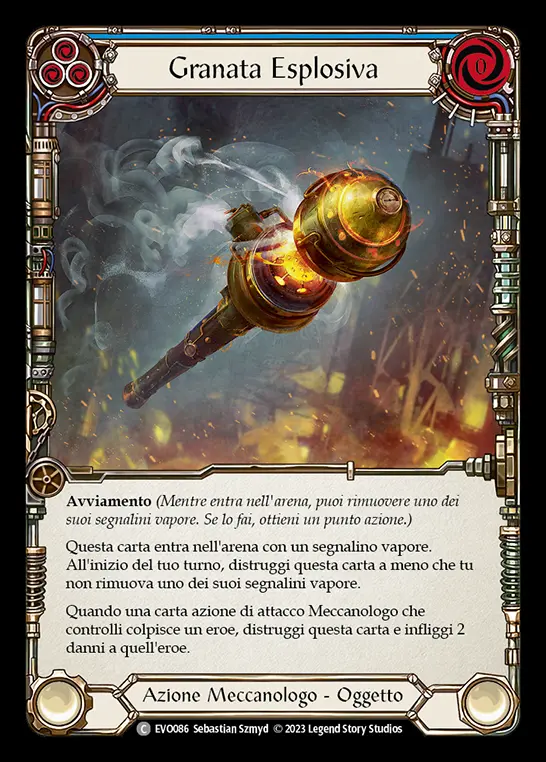 Granata Esplosiva
0
Avviamento (Mentre entra nell'arena, puoi rimuovere uno dei
suoi segnalini vapore. Se lo fai, ottieni un punto azione.)
Questa carta entra nell'arena con un segnalino vapore.
All'inizio del tuo turno, distruggi questa carta a meno che tu
non rimuova uno dei suoi segnalini vapore.
Quando una carta azione di attacco Meccanologo che
controlli colpisce un eroe, distruggi questa carta e infliggi 2
danni a quell'eroe.
Azione Meccanologo - Oggetto
C EVO086 Sebastian Szmyd © 2023 Legend Story Studios